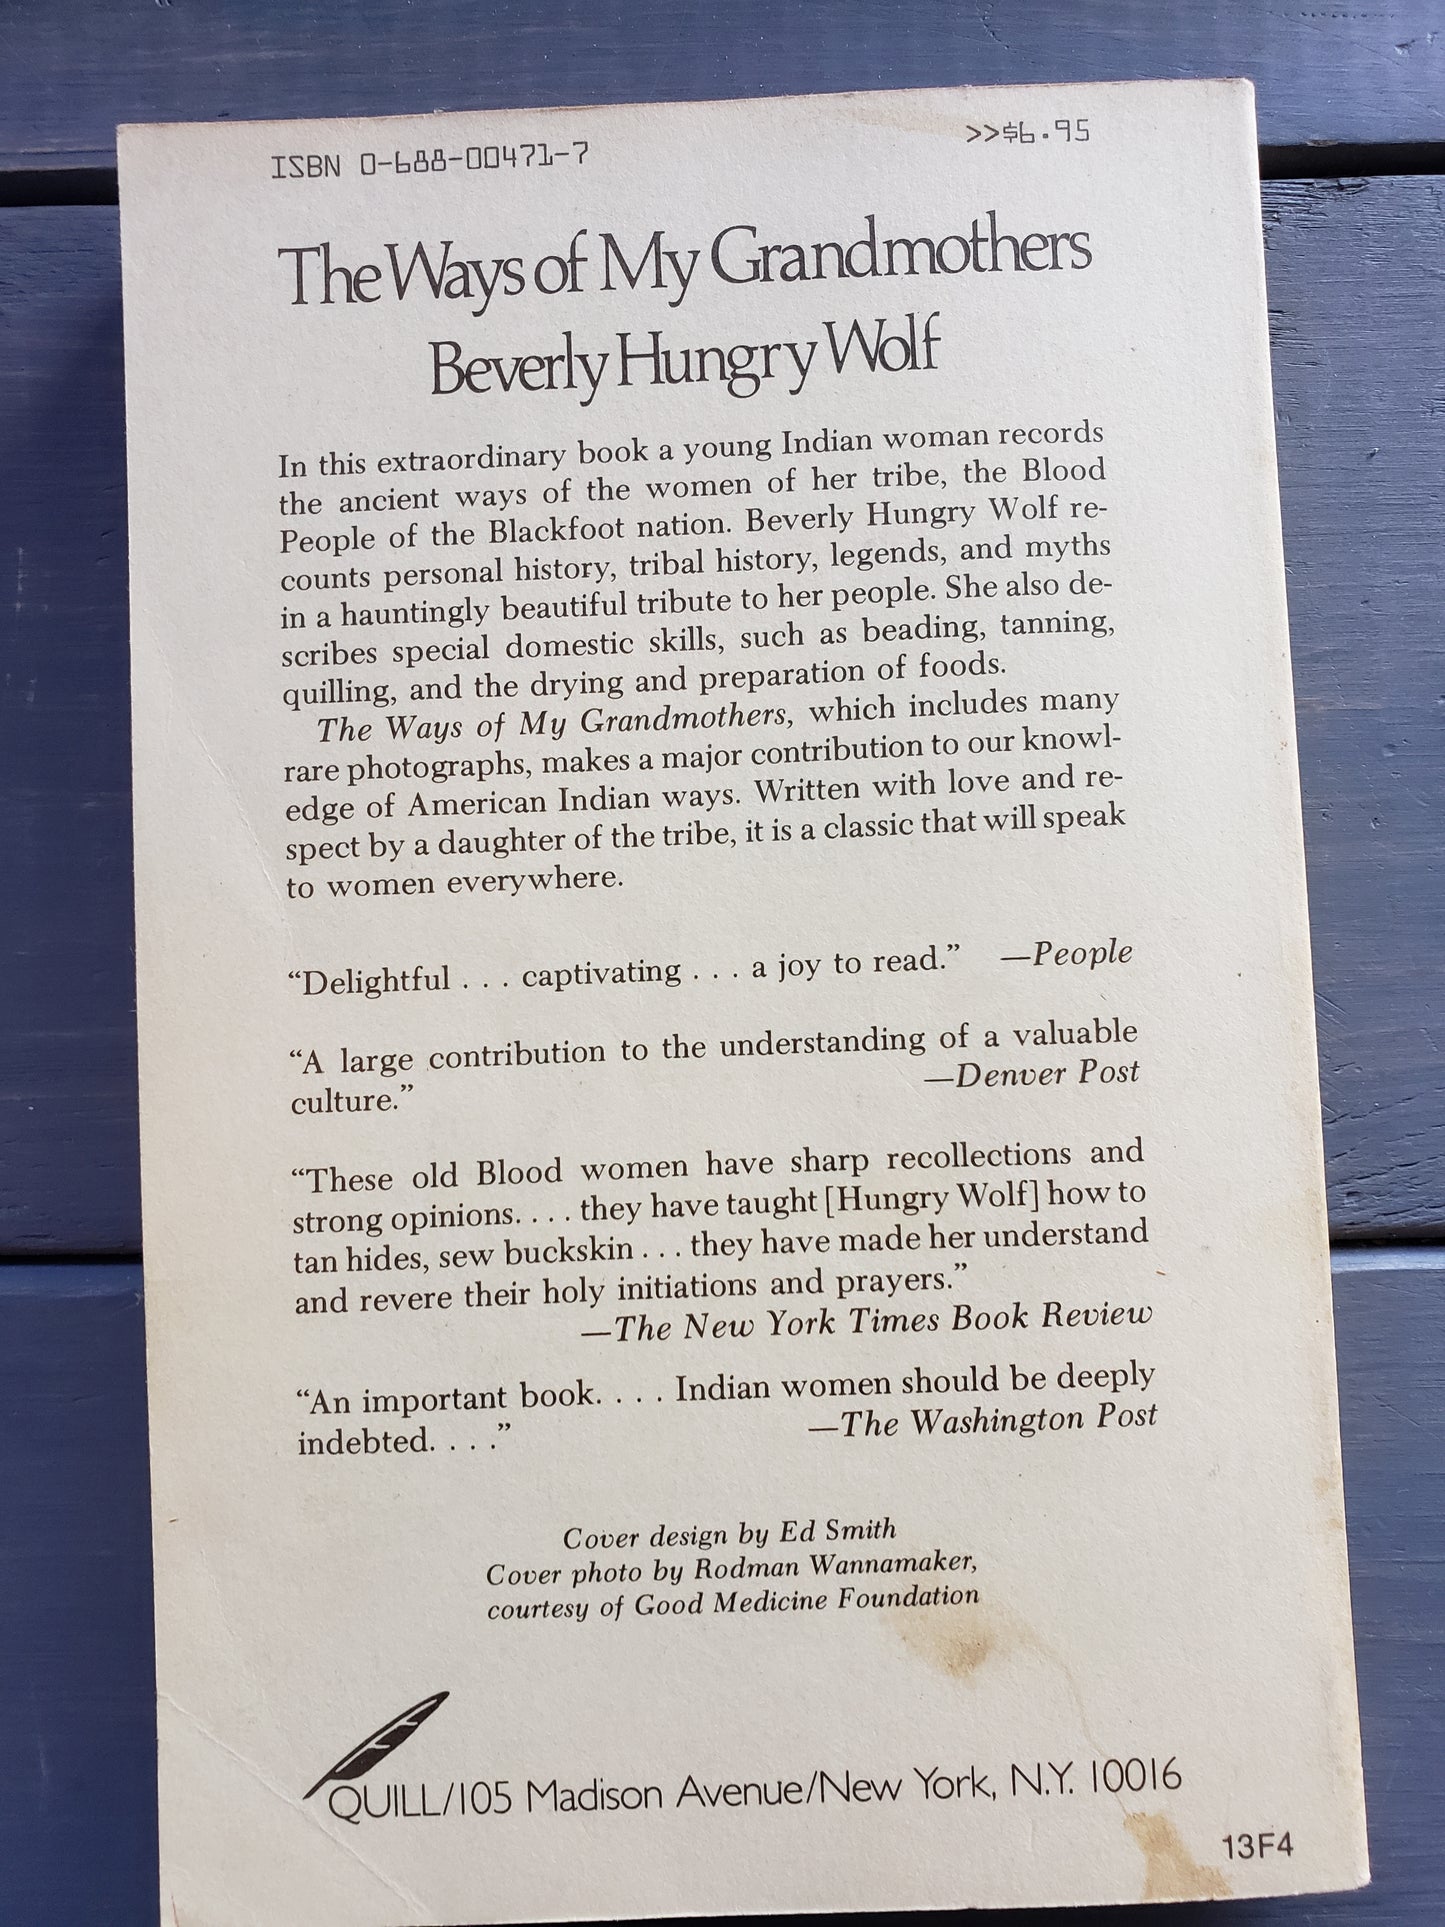 ISBN 0-688-00471-7
>>$6.95
The Ways of My Grandmothers
Beverly Hungry Wolf
In this extraordinary book a young Indian woman records
the ancient ways of the women of her tribe, the Blood
People of the Blackfoot nation. Beverly Hungry Wolf re-
counts personal history, tribal history, legends, and myths
in a hauntingly beautiful tribute to her people. She also de-
scribes special domestic skills, such as beading, tanning,
quilling, and the drying and preparation of foods.
The Ways of My Grandmothers, which includes many
rare photographs, makes a major contribution to our knowl-
edge of American Indian ways. Written with love and re-
spect by a daughter of the tribe, it is a classic that will speak
to women everywhere.
“Delightful . . . captivating . . . a joy to read.” —People
“A large contribution to the understanding of a valuable
culture.” —Denver Post
“These old Blood women have sharp recollections and
strong opinions. . . . they have taught [Hungry Wolf] how to
tan hides, sew buckskin . . . they have made her understand
and revere their holy initiations and prayers.”
—The New York Times Book Review
“An important book. . . . Indian women should be deeply
indebted. . . .” —The Washington Post
Cover design by Ed Smith
Cover photo by Rodman Wannamaker,
courtesy of Good Medicine Foundation
QUILL/105 Madison Avenue/New York, N.Y. 10016
13F4